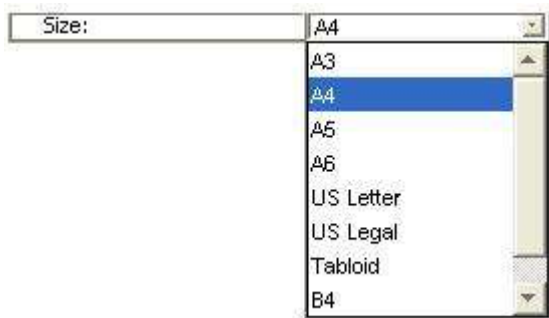 Size: A4
A3
A4
A5
A6
US Letter
US Legal
Tabloid
B4